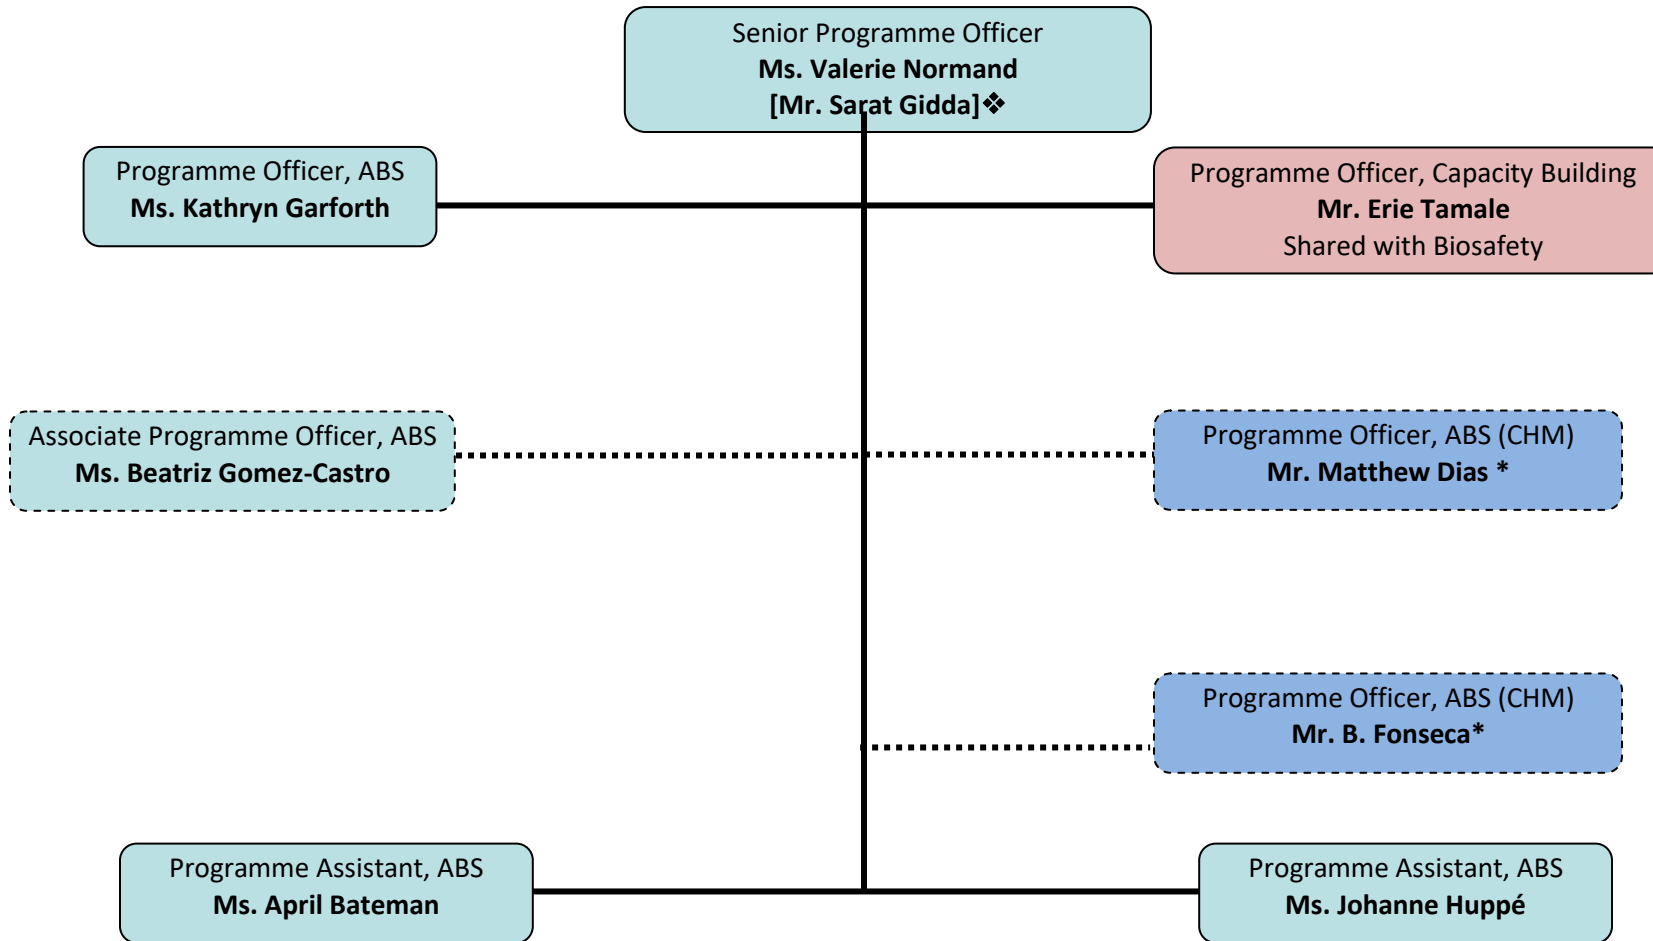 Senior Programme Officer
Ms. Valerie Normand
[Mr. Sarat Gidda]❖
Programme Officer, ABS
Ms. Kathryn Garforth
Programme Officer, Capacity Building
Mr. Erie Tamale
Shared with Biosafety
Associate Programme Officer, ABS
Ms. Beatriz Gomez-Castro
Programme Officer, ABS (CHM)
Mr. Matthew Dias *
Programme Officer, ABS (CHM)
Mr. B. Fonseca*
Programme Assistant, ABS
Ms. April Bateman
Programme Assistant, ABS
Ms. Johanne Huppé